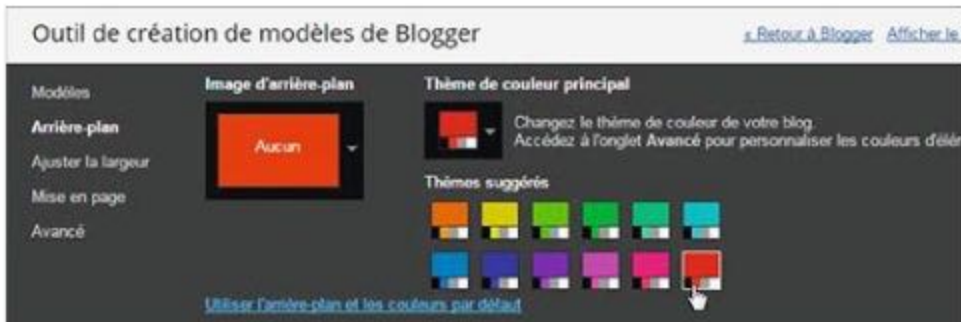 Outil de création de modèles de Blogger
« Retour à Blogger Afficher le
Modèles
Arrière-plan
Ajuster la largeur
Mise en page
Avancé
Image d'arrière-plan
Aucun
Thème de couleur principal
Changez le thème de couleur de votre blog.
Accédez à l'onglet Avancé pour personnaliser les couleurs d'élér
Thèmes suggérés
Utiliser l'arrière-plan et les couleurs par défaut